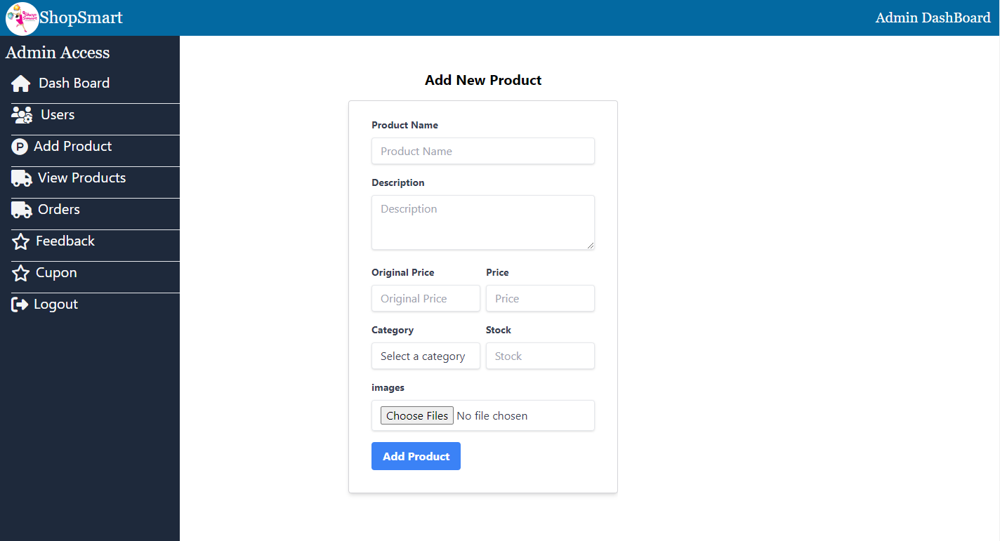 Shop Smart
ShopSmart
Admin DashBoard
Admin Access
Dash Board
Users
P Add Product
View Products
Orders
Feedback
Cupon
Logout
Add New Product
Product Name
Product Name
Description
Description
Original Price Price
Original Price Price
Category Stock
Select a category Stock
images
Choose Files No file chosen
Add Product